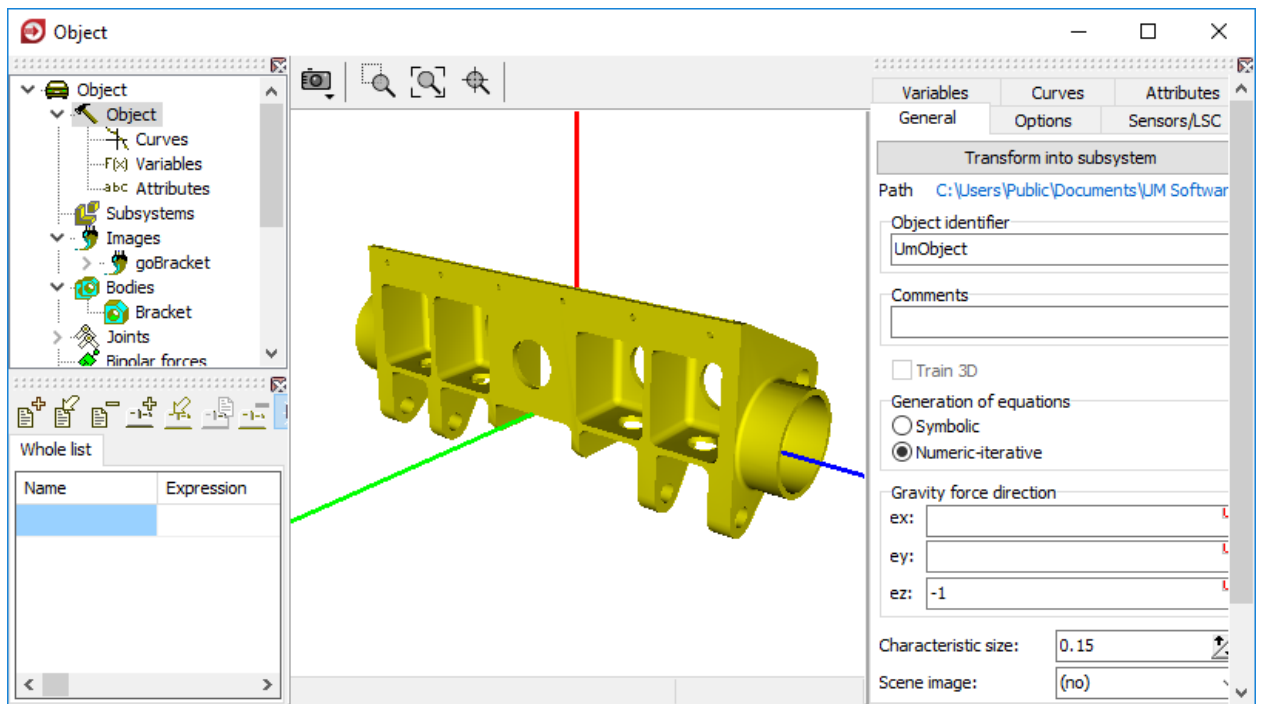 Object
Object
Object
Curves
F(x) Variables
abc Attributes
Subsystems
Images
goBracket
Bodies
Bracket
Joints
Bipolar forces
Whole list
Name Expression
Variables Curves Attributes
General Options Sensors/LSC
Transform into subsystem
Path C:\Users\Public\Documents\UM Softwar
Object identifier
UmObject
Comments
Train 3D
Generation of equations
Symbolic
Numeric-iterative
Gravity force direction
ex:
ey:
ez: -1
Characteristic size: 0.15
Scene image: (no)